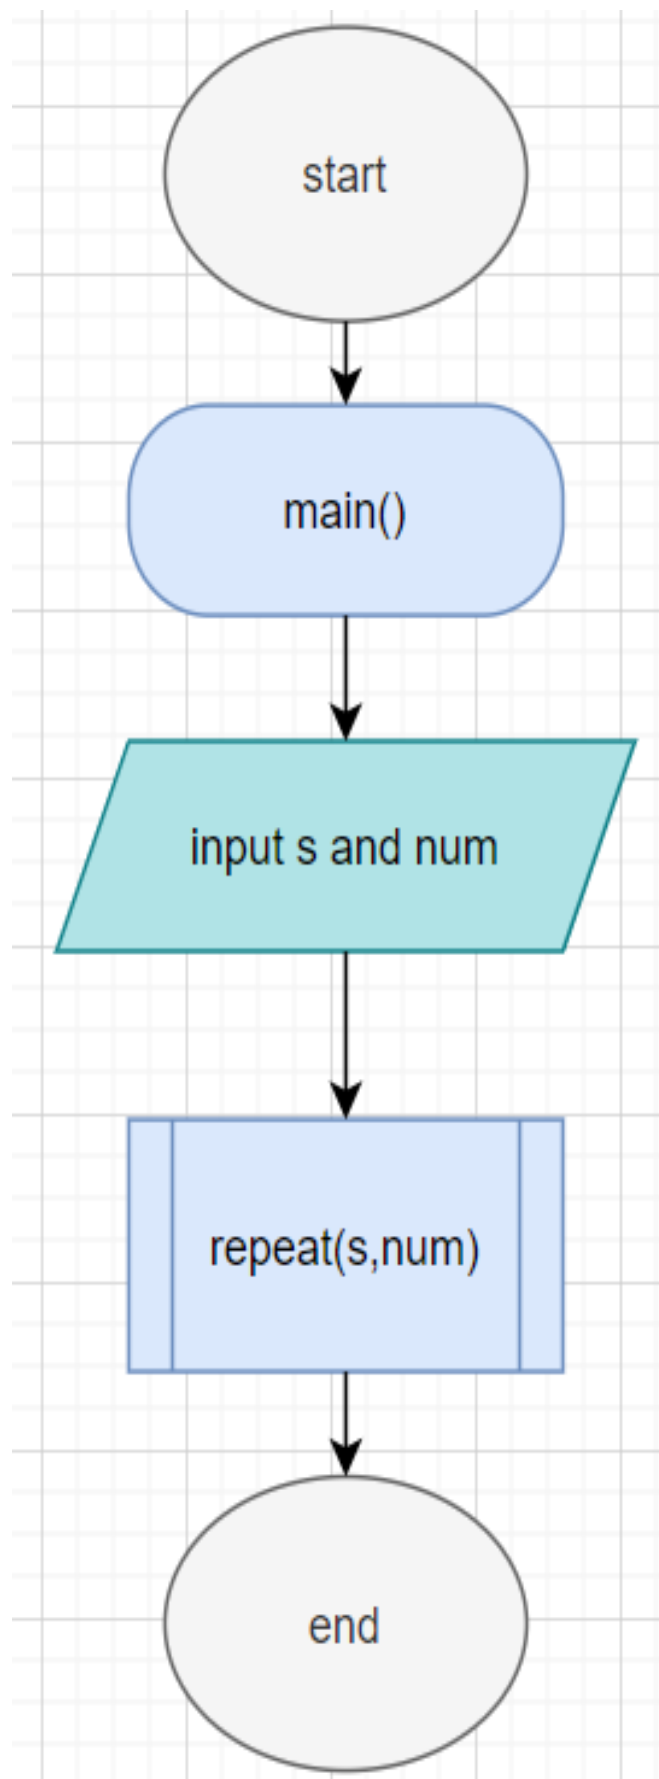 start
main()
input s and num
repeat(s,num)
end